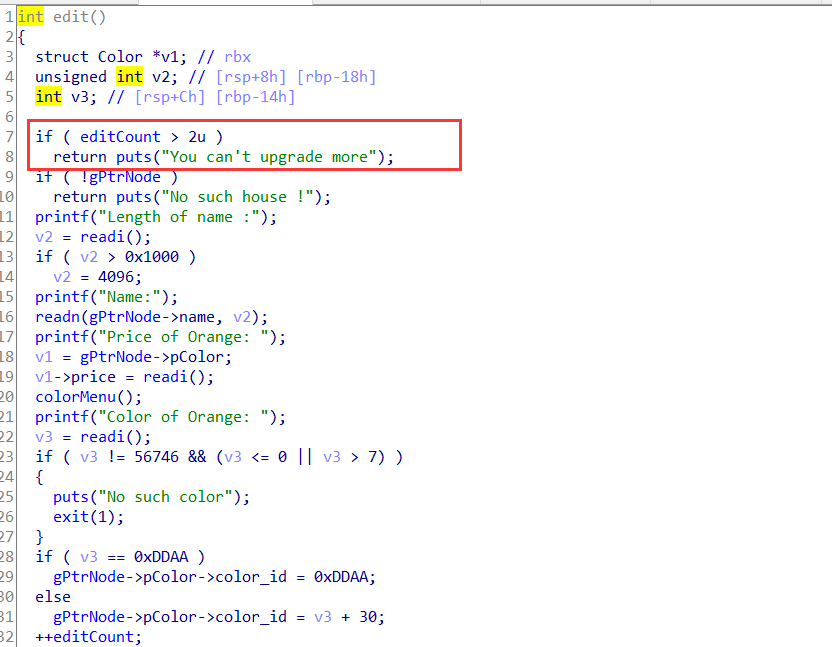 1 int edit()
2 {
3 struct Color *v1; // rbx
4 unsigned int v2; // [rsp+8h] [rbp-18h]
5 int v3; // [rsp+Ch] [rbp-14h]
6
7 if ( editCount > 2u )
8 return puts("You can't upgrade more");
9 if ( !gPtrNode )
10 return puts("No such house !");
11 printf("Length of name :");
12 v2 = readi();
13 if ( v2 > 0x1000 )
14 v2 = 4096;
15 printf("Name:");
16 readn(gPtrNode->name, v2);
17 printf("Price of Orange: ");
18 v1 = gPtrNode->pColor;
19 v1->price = readi();
20 colorMenu();
21 printf("Color of Orange: ");
22 v3 = readi();
23 if ( v3 != 56746 && (v3 <= 0 || v3 > 7) )
24 {
25 puts("No such color");
26 exit(1);
27 }
28 if ( v3 == 0xDDAA )
29 gPtrNode->pColor->color_id = 0xDDAA;
30 else
31 gPtrNode->pColor->color_id = v3 + 30;
32 ++editCount;